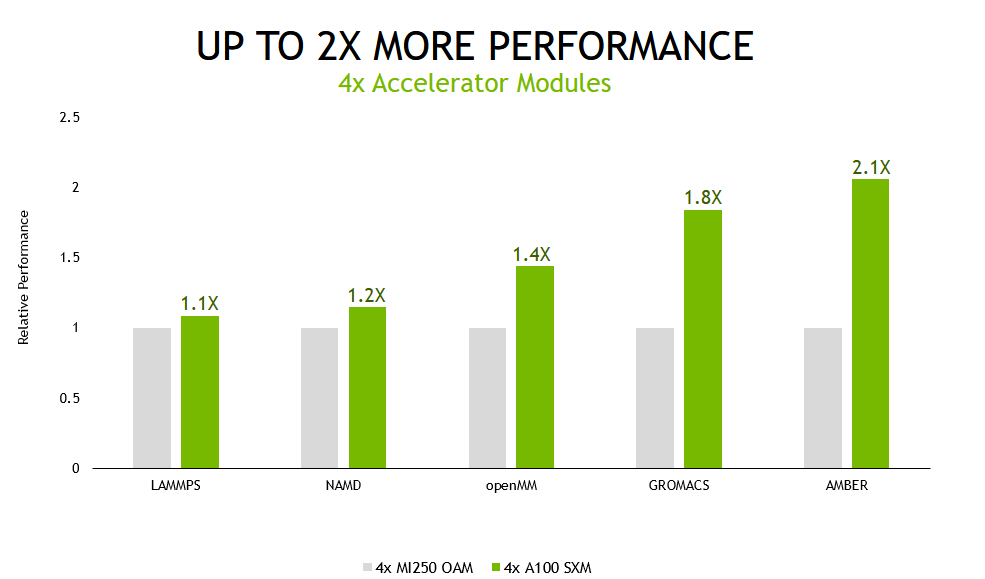 UP TO 2X MORE PERFORMANCE
4x Accelerator Modules
2.5
2
1.5
1
0.5
0
Relative Performance
1.1X
1.2X
1.4X
1.8X
2.1X
LAMMPS
NAMD
openMM
GROMACS
AMBER
4x MI250 OAM
4x A100 SXM